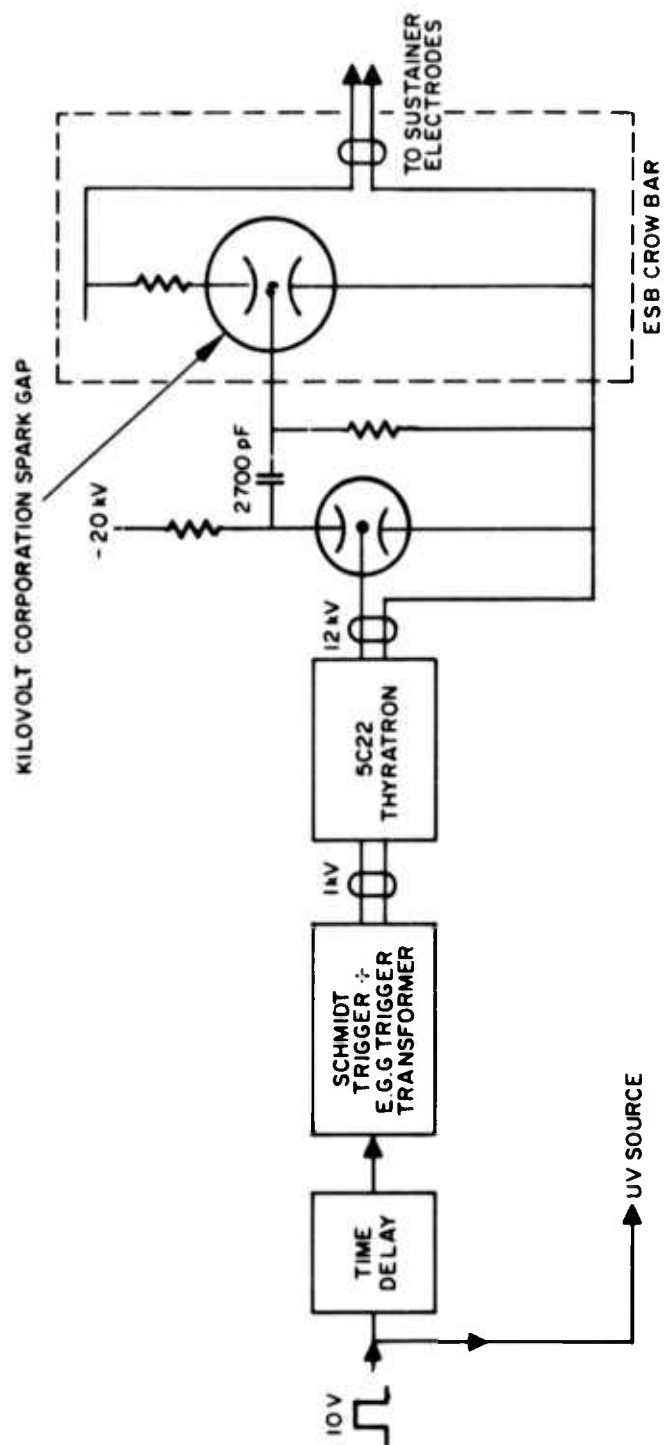 10 V
TIME
DELAY
UV SOURCE
SCHMIDT
TRIGGER ÷
E.G.G TRIGGER
TRANSFORMER
1kV
5C22
THYRATRON
12 kV
-20 kV
2700 pF
KILOVOLT CORPORATION SPARK GAP
TO SUSTAINER
ELECTRODES
ESB CROW BAR